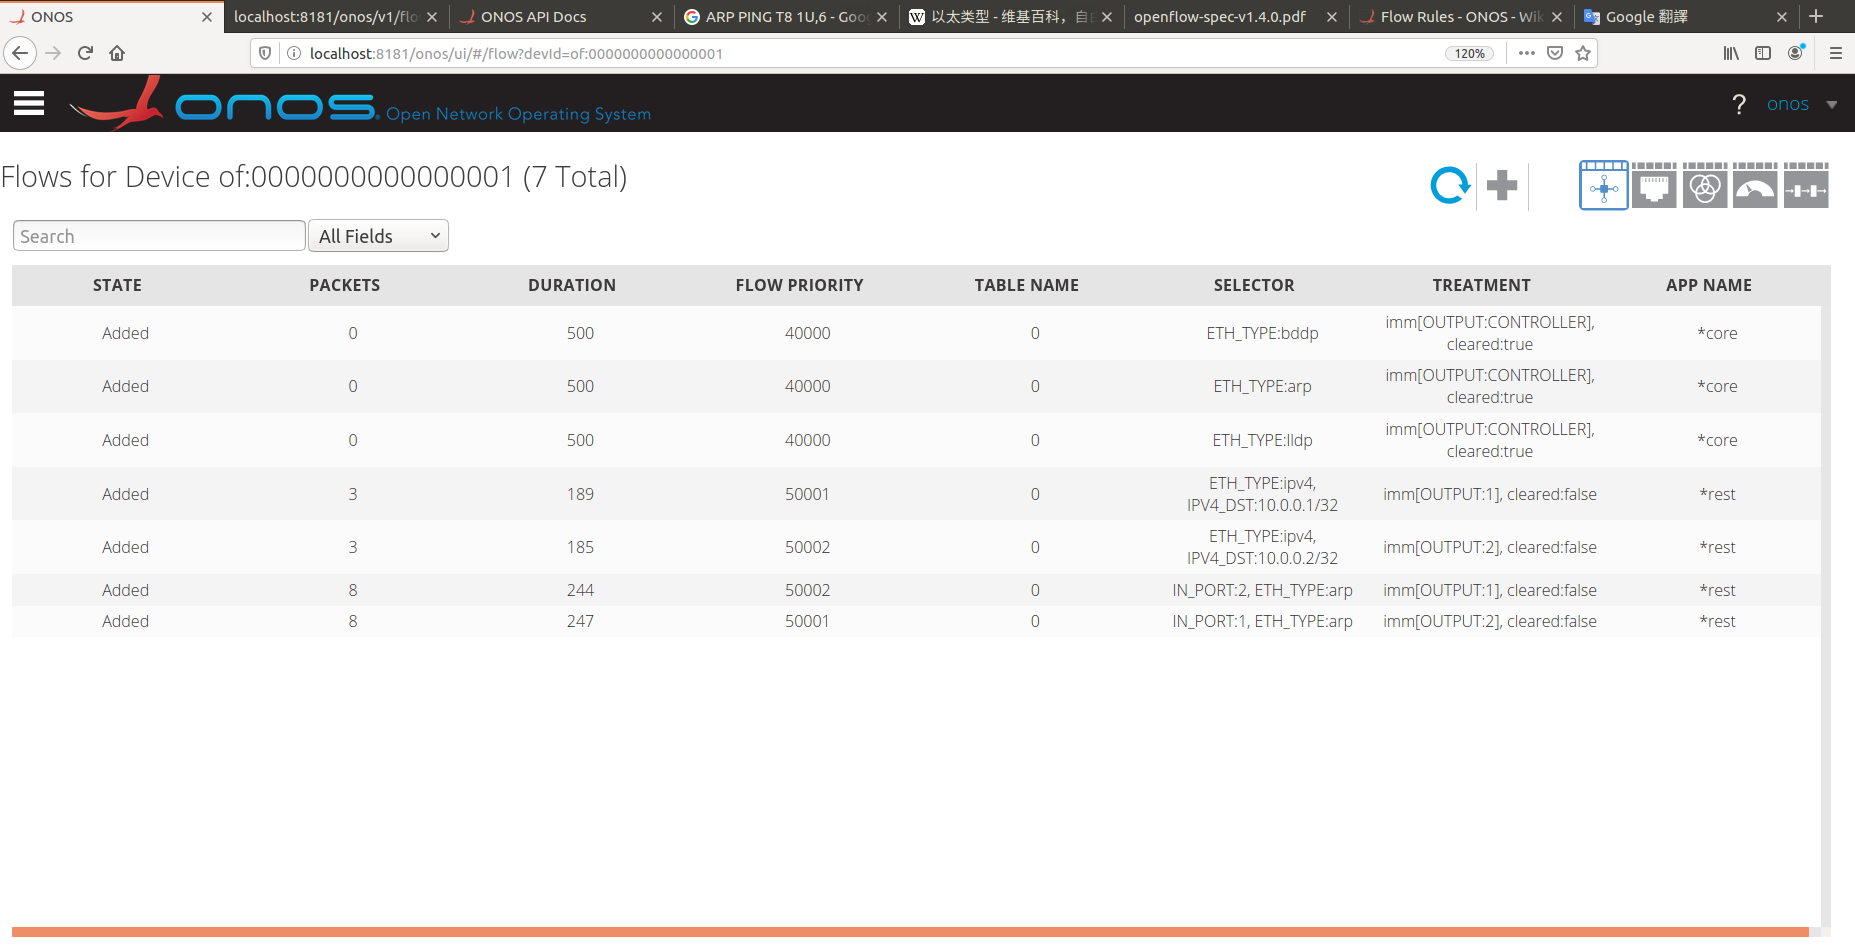 ONOS
localhost:8181/onos/v1/flo
ONOS API Docs
ARP PING T8 1U,6 - Goo
以太类型 - 维基百科，自由
openflow-spec-v1.4.0.pdf
Flow Rules - ONOS - Wik
Google 翻譯
localhost:8181/onos/ui/#/flow?devId=of:0000000000000001
120%
onos Open Network Operating System
? onos
Flows for Device of:0000000000000001 (7 Total)
Search
All Fields
STATE PACKETS DURATION FLOW PRIORITY TABLE NAME SELECTOR TREATMENT APP NAME
Added 0 500 40000 0 ETH_TYPE:bddp imm[OUTPUT:CONTROLLER], cleared:true *core
Added 0 500 40000 0 ETH_TYPE:arp imm[OUTPUT:CONTROLLER], cleared:true *core
Added 0 500 40000 0 ETH_TYPE:lldp imm[OUTPUT:CONTROLLER], cleared:true *core
Added 3 189 50001 0 ETH_TYPE:ipv4, IPV4_DST:10.0.0.1/32 imm[OUTPUT:1], cleared:false *rest
Added 3 185 50002 0 ETH_TYPE:ipv4, IPV4_DST:10.0.0.2/32 imm[OUTPUT:2], cleared:false *rest
Added 8 244 50002 0 IN_PORT:2, ETH_TYPE:arp imm[OUTPUT:1], cleared:false *rest
Added 8 247 50001 0 IN_PORT:1, ETH_TYPE:arp imm[OUTPUT:2], cleared:false *rest